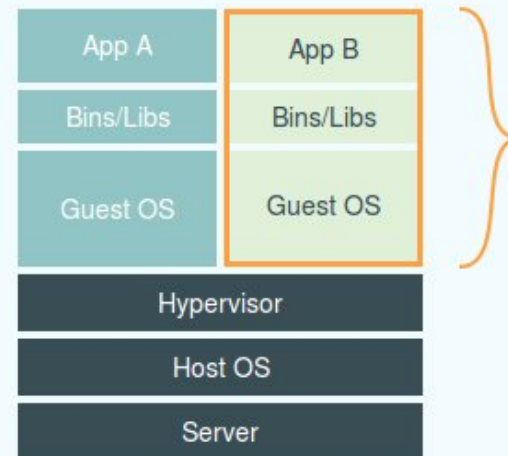 App A
App B
Bins/Libs
Bins/Libs
Guest OS
Guest OS
Hypervisor
Host OS
Server